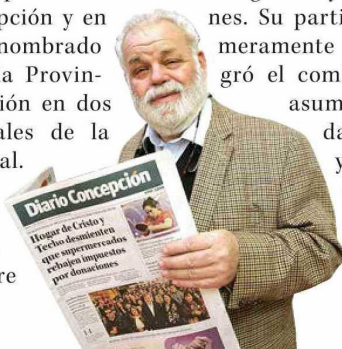 pción y en
nombrado
a Provin-
ión en dos
ales de la
al.
re
nes. Su parti
meramente
gró el com
asum
da
y
Diario Concepción
Hogar de Cristo y
Techo desmienten
que supermercados
rebajen impuestos
por donaciones